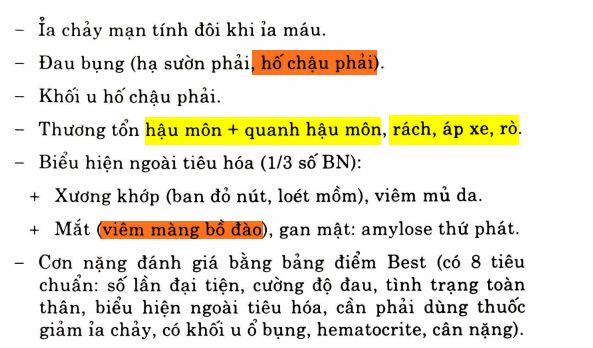 – Ỉa chảy mạn tính đôi khi ỉa máu.
– Đau bụng (hạ sườn phải, hố chậu phải).
– Khối u hố chậu phải.
– Thương tổn hậu môn + quanh hậu môn, rách, áp xe, rò.
– Biểu hiện ngoài tiêu hóa (1/3 số BN):
+ Xương khớp (ban đỏ nút, loét mồm), viêm mủ da.
+ Mắt (viêm màng bồ đào), gan mật: amylose thứ phát.
– Cơn nặng đánh giá bằng bảng điểm Best (có 8 tiêu
chuẩn: số lần đại tiện, cường độ đau, tình trạng toàn
thân, biểu hiện ngoài tiêu hóa, cần phải dùng thuốc
giảm ỉa chảy, có khối u ổ bụng, hematocrite, cân nặng).